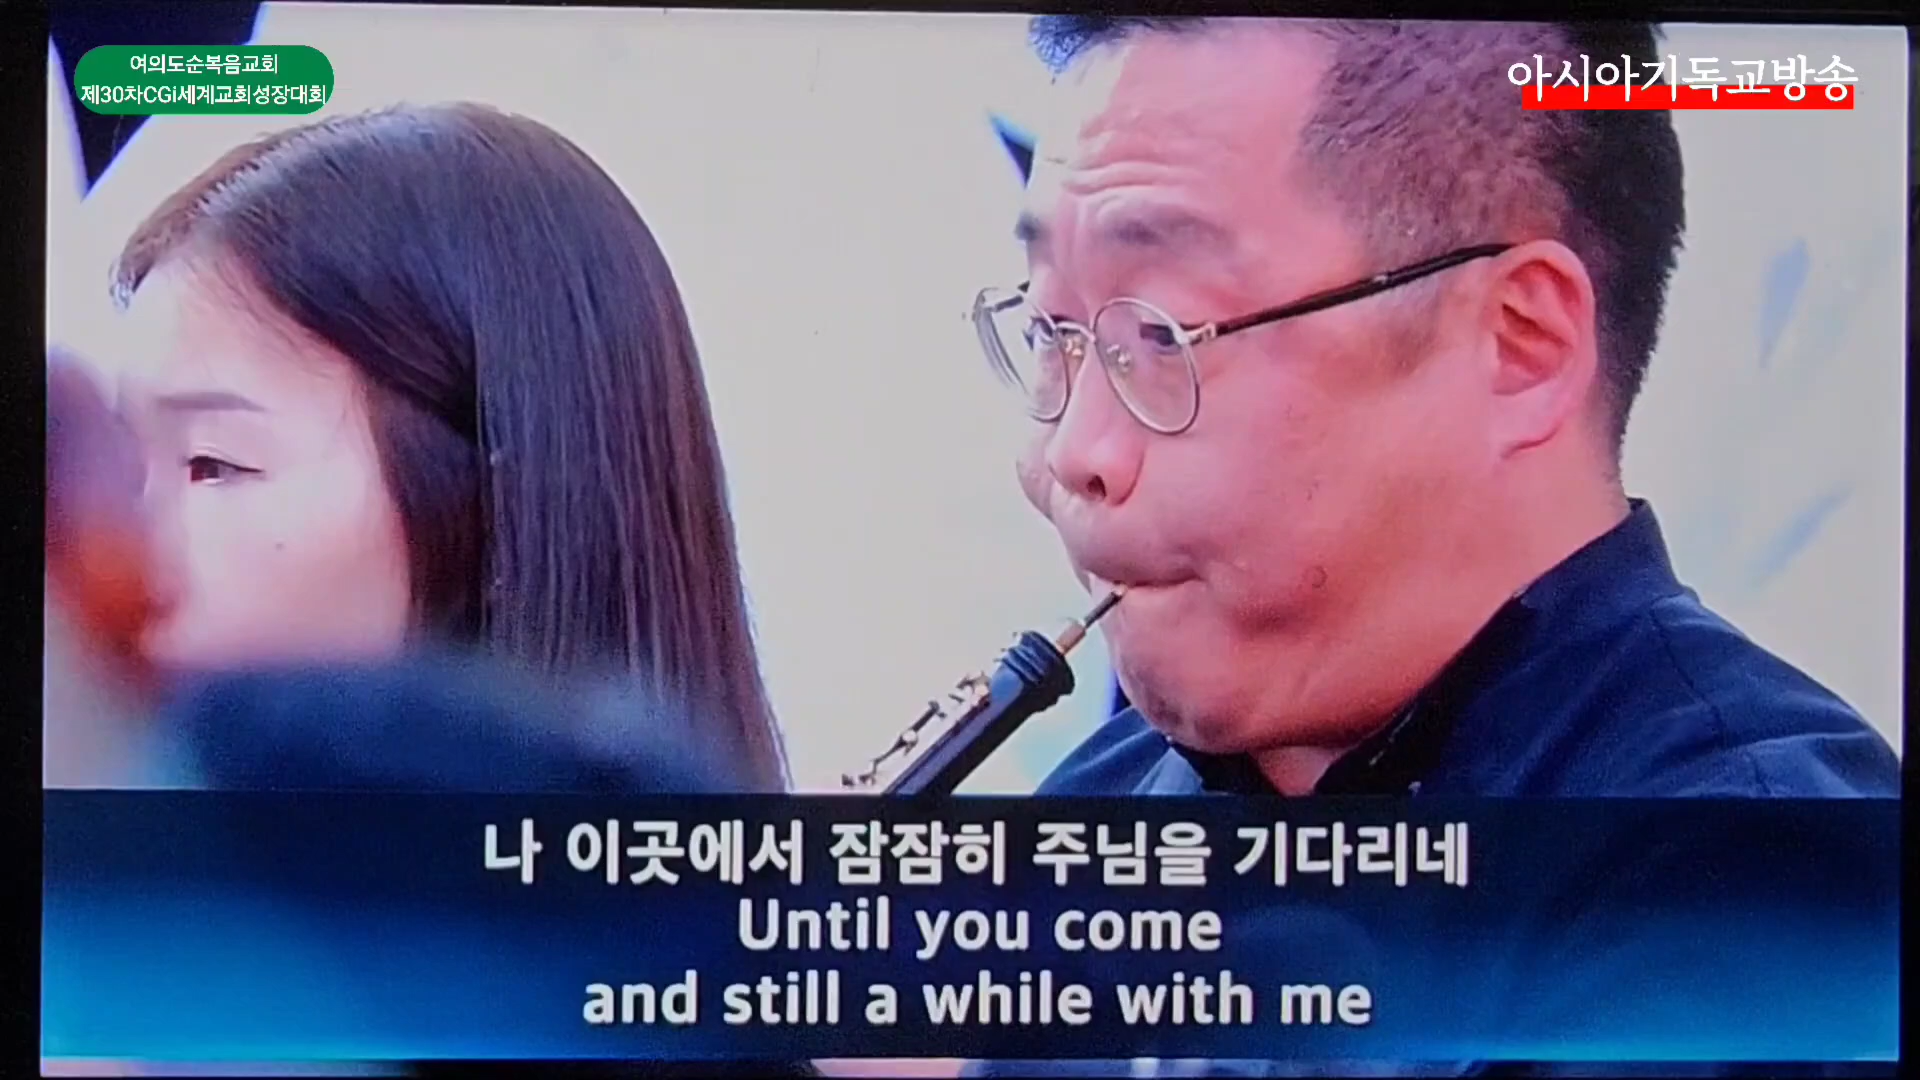 여의도순복음교회
제30차CGi세계교회성장대회
아시아기독교방송
나 이곳에서 잠잠히 주님을 기다리네
Until you come
and still a while with me